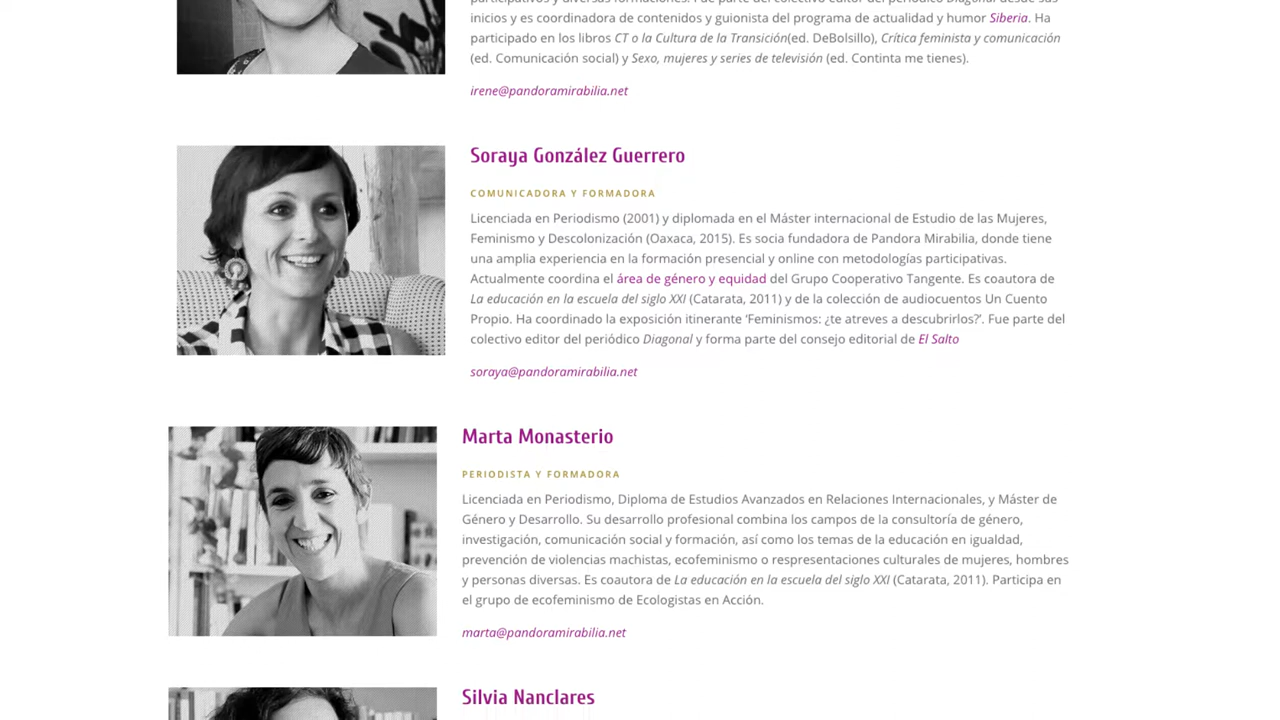 participativos y diversas formaciones. Fue parte del colectivo editor del periódico Diagonal desde sus
inicios y es coordinadora de contenidos y guionista del programa de actualidad y humor Siberia. Ha
participado en los libros CT o la Cultura de la Transición(ed. DeBolsillo), Crítica feminista y comunicación
(ed. Comunicación social) y Sexo, mujeres y series de televisión (ed. Continta me tienes).
irene@pandoramirabilia.net
Soraya González Guerrero
COMUNICADORA Y FORMADORA
Licenciada en Periodismo (2001) y diplomada en el Máster internacional de Estudio de las Mujeres,
Feminismo y Descolonización (Oaxaca, 2015). Es socia fundadora de Pandora Mirabilia, donde tiene
una amplia experiencia en la formación presencial y online con metodologías participativas.
Actualmente coordina el área de género y equidad del Grupo Cooperativo Tangente. Es coautora de
La educación en la escuela del siglo XXI (Catarata, 2011) y de la colección de audiocuentos Un Cuento
Propio. Ha coordinado la exposición itinerante ‘Feminismos: ¿te atreves a descubrirlos?’. Fue parte del
colectivo editor del periódico Diagonal y forma parte del consejo editorial de El Salto
soraya@pandoramirabilia.net
Marta Monasterio
PERIODISTA Y FORMADORA
Licenciada en Periodismo, Diploma de Estudios Avanzados en Relaciones Internacionales, y Máster de
Género y Desarrollo. Su desarrollo profesional combina los campos de la consultoría de género,
investigación, comunicación social y formación, así como los temas de la educación en igualdad,
prevención de violencias machistas, ecofeminismo o respresentaciones culturales de mujeres, hombres
y personas diversas. Es coautora de La educación en la escuela del siglo XXI (Catarata, 2011). Participa en
el grupo de ecofeminismo de Ecologistas en Acción.
marta@pandoramirabilia.net
Silvia Nanclares